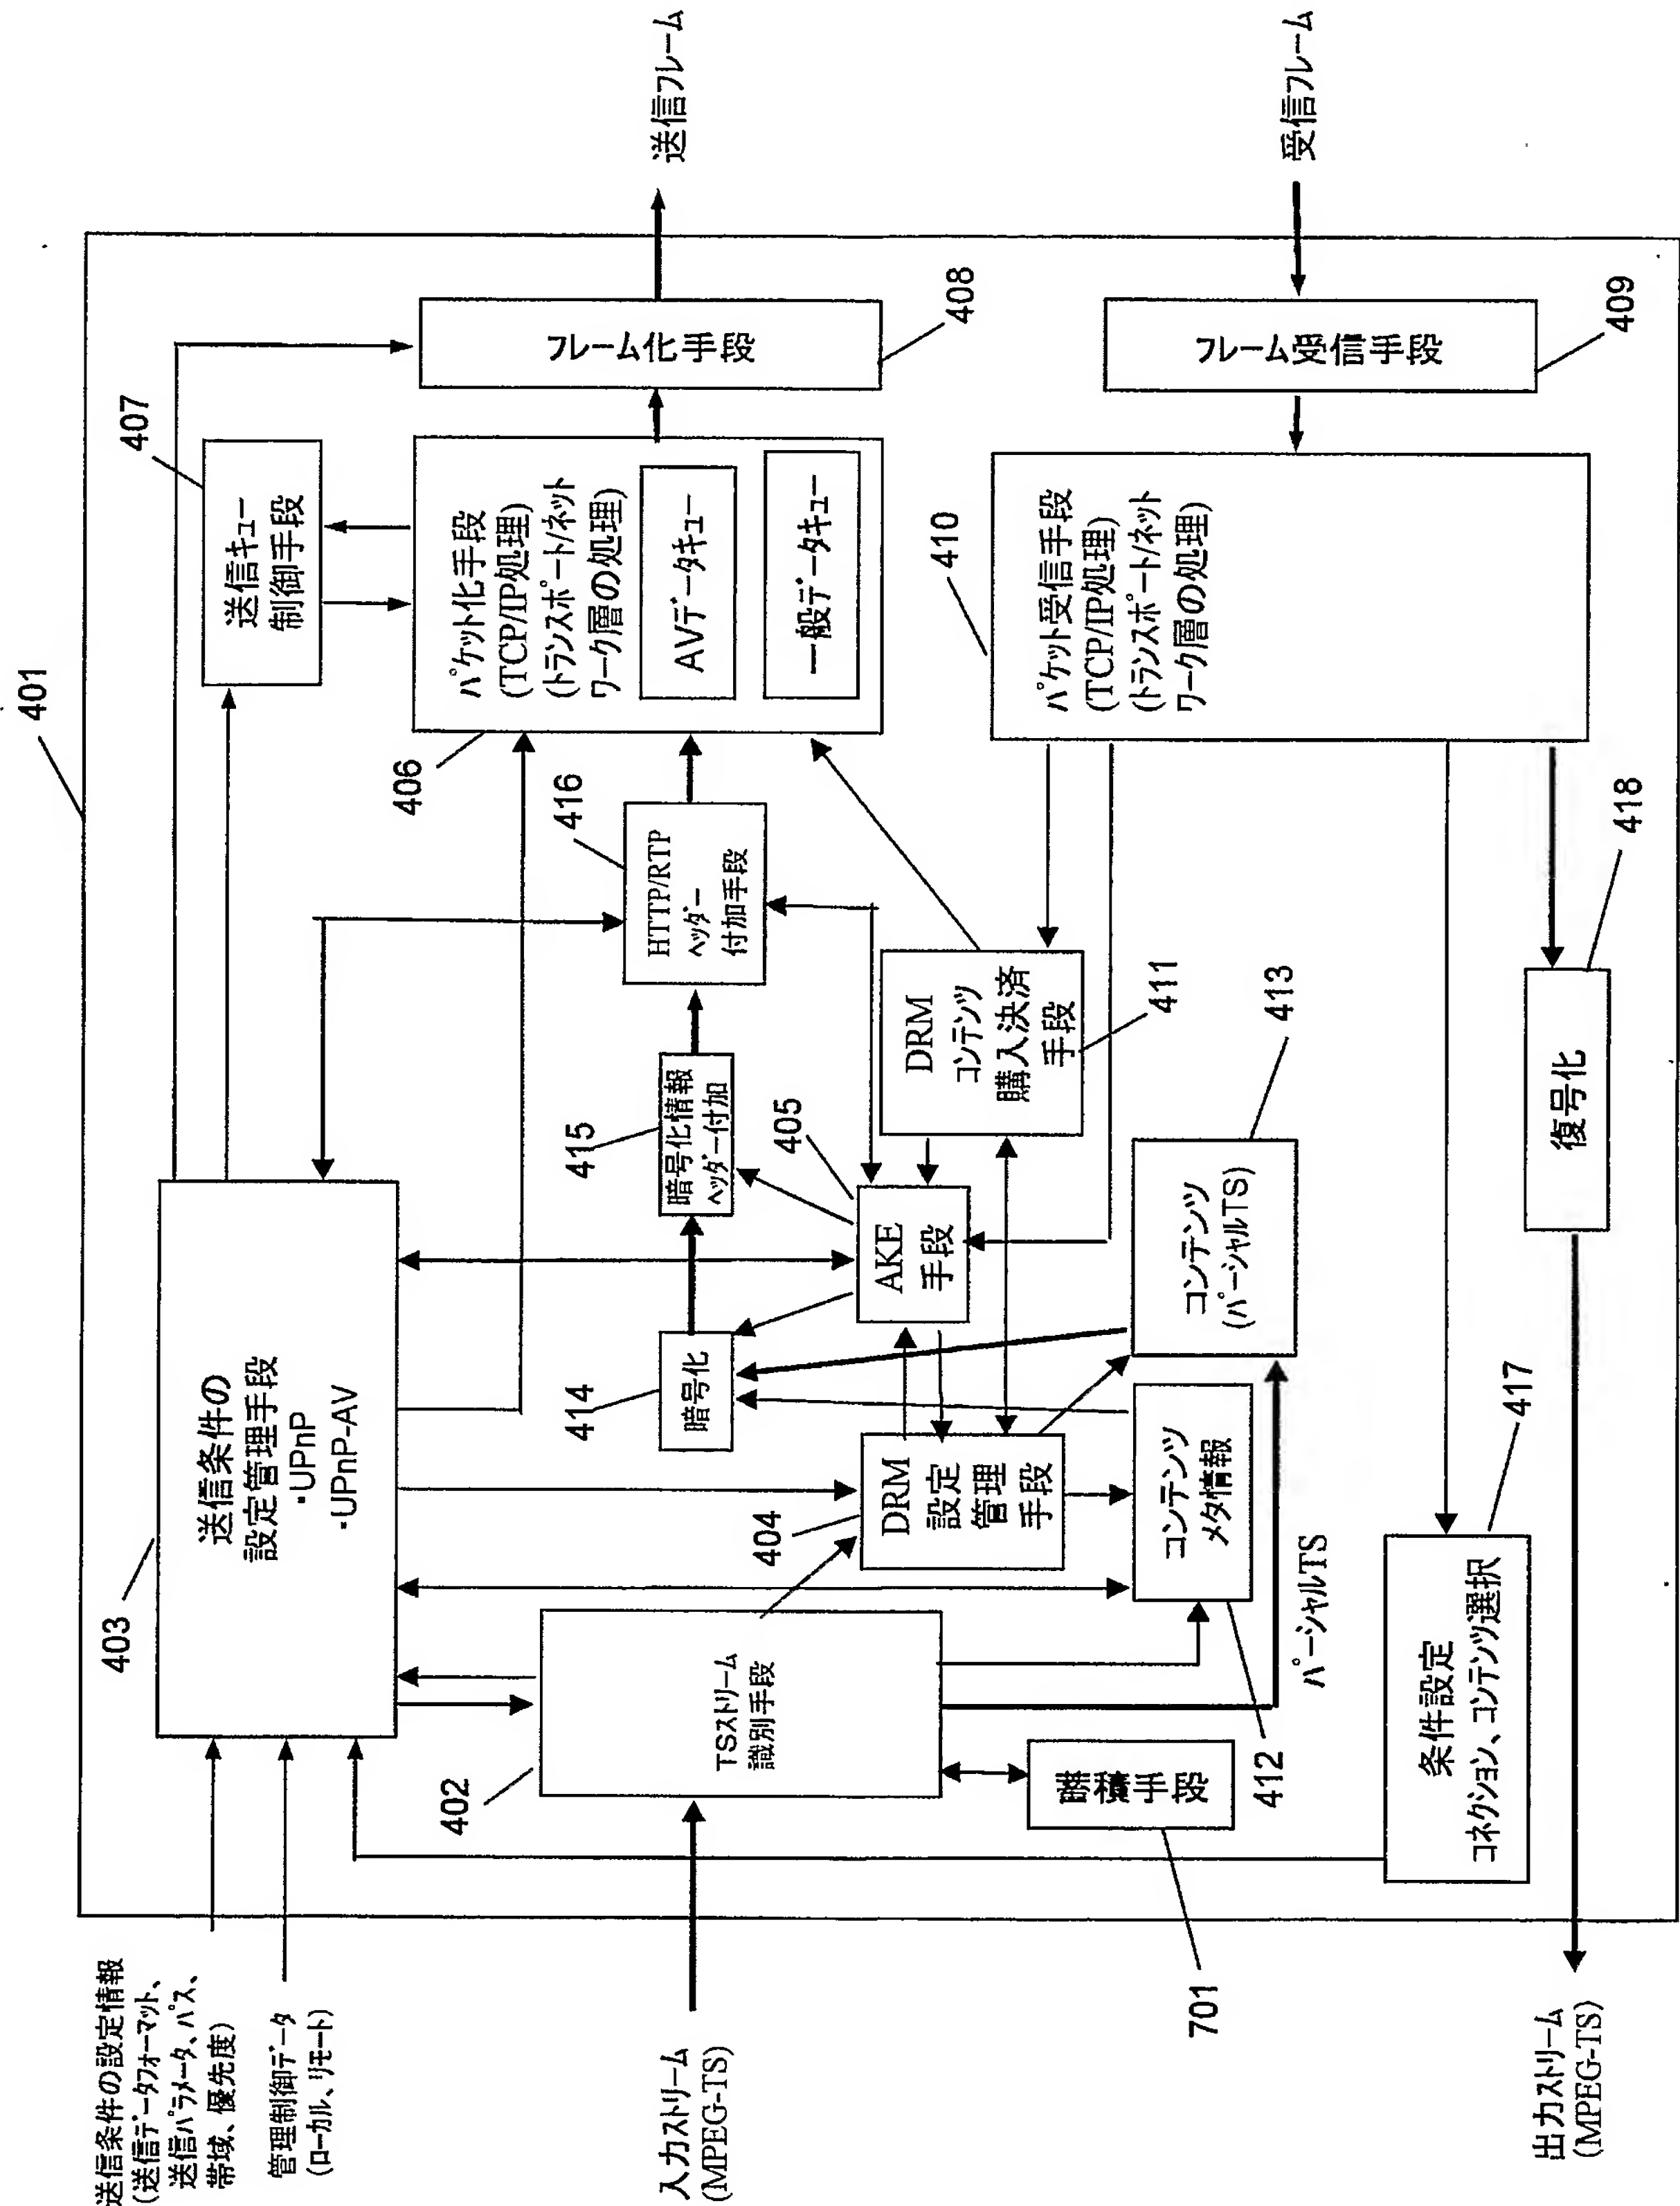 送信条件の設定情報
(送信データフォーマット、
送信パラメータ、パス、
帯域、優先度)
管理制御データ
(ローカル、リモート)
入力ストリーム
(MPEG-TS)
出力ストリーム
(MPEG-TS)
401
403
送信条件の
設定管理手段
・UPnP
・UPnP-AV
402
TSストリーム
識別手段
701
蓄積手段
404
DRM
設定
管理
手段
412
コンテンツ
メタ情報
パーシャルTS
413
コンテンツ
(パーシャルTS)
414
暗号化
405
AKE
手段
415
暗号化情報
ヘッダー付加
411
DRM
コンテンツ
購入決済
手段
416
HTTP/RTP
ヘッダー
付加手段
406
パケット化手段
(TCP/IP処理)
(トランスポート/ネット
ワーク層の処理)
AVデータキュー
一般データキュー
407
送信キュー
制御手段
408
フレーム化手段
送信フレーム
409
フレーム受信手段
受信フレーム
410
パケット受信手段
(TCP/IP処理)
(トランスポート/ネット
ワーク層の処理)
417
条件設定
コネクション、コンテンツ選択
418
復号化